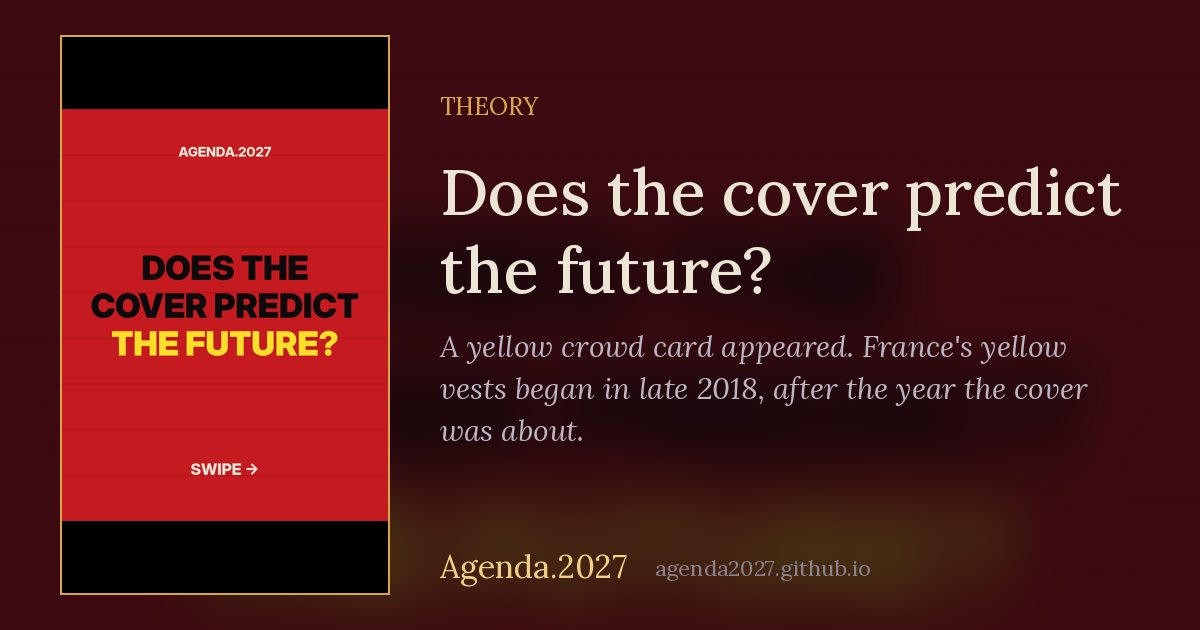 AGENDA.2027
DOES THE
COVER PREDICT
THE FUTURE?
SWIPE →
THEORY
Does the cover predict
the future?
A yellow crowd card appeared. France's yellow
vests began in late 2018, after the year the cover
was about.
Agenda.2027
agenda2027.github.io